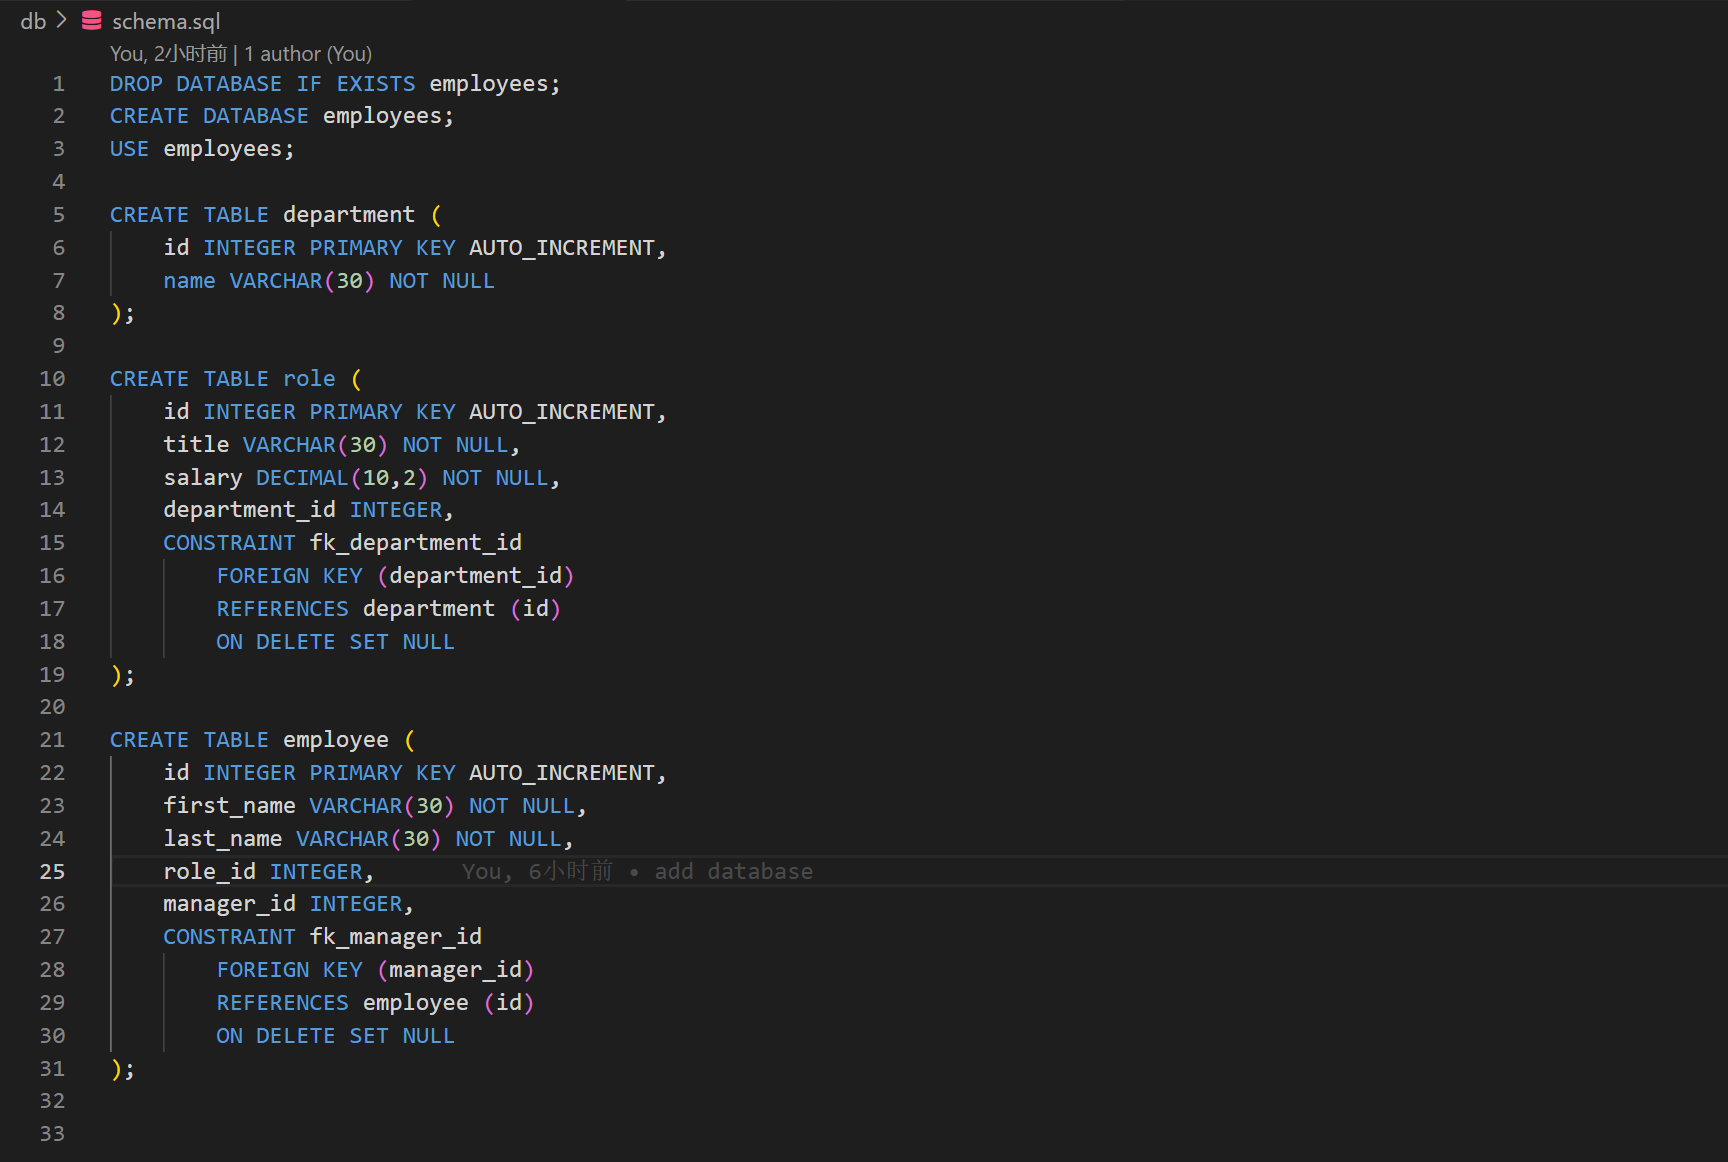 db > schema.sql
You, 2小时前 | 1 author (You)
1 DROP DATABASE IF EXISTS employees;
2 CREATE DATABASE employees;
3 USE employees;
4
5 CREATE TABLE department (
6     id INTEGER PRIMARY KEY AUTO_INCREMENT,
7     name VARCHAR(30) NOT NULL
8 );
9
10 CREATE TABLE role (
11     id INTEGER PRIMARY KEY AUTO_INCREMENT,
12     title VARCHAR(30) NOT NULL,
13     salary DECIMAL(10,2) NOT NULL,
14     department_id INTEGER,
15     CONSTRAINT fk_department_id
16         FOREIGN KEY (department_id)
17         REFERENCES department (id)
18         ON DELETE SET NULL
19 );
20
21 CREATE TABLE employee (
22     id INTEGER PRIMARY KEY AUTO_INCREMENT,
23     first_name VARCHAR(30) NOT NULL,
24     last_name VARCHAR(30) NOT NULL,
25     role_id INTEGER, You, 6小时前 • add database
26     manager_id INTEGER,
27     CONSTRAINT fk_manager_id
28         FOREIGN KEY (manager_id)
29         REFERENCES employee (id)
30         ON DELETE SET NULL
31 );
32
33